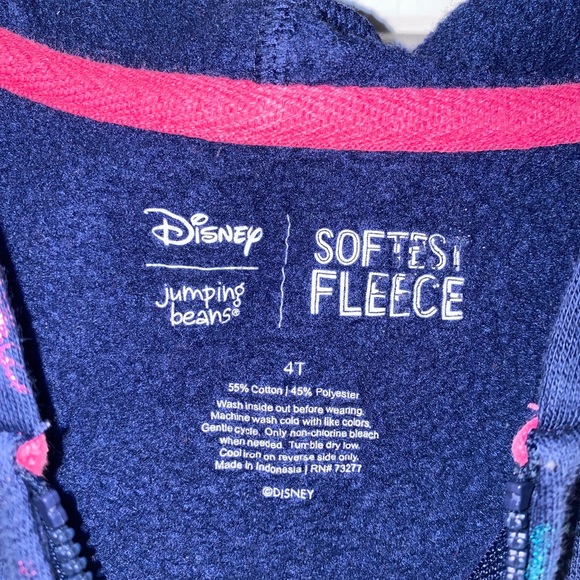 Disney
jumping
beans®
SOFTEST
FLEECE
4T
55% Cotton | 45% Polyester
Wash inside out before wearing.
Machine wash cold with like colors.
Gentle cycle. Only non-chlorine bleach
when needed. Tumble dry low.
Cool iron on reverse side only.
Made in Indonesia | RN# 73277
©DISNEY